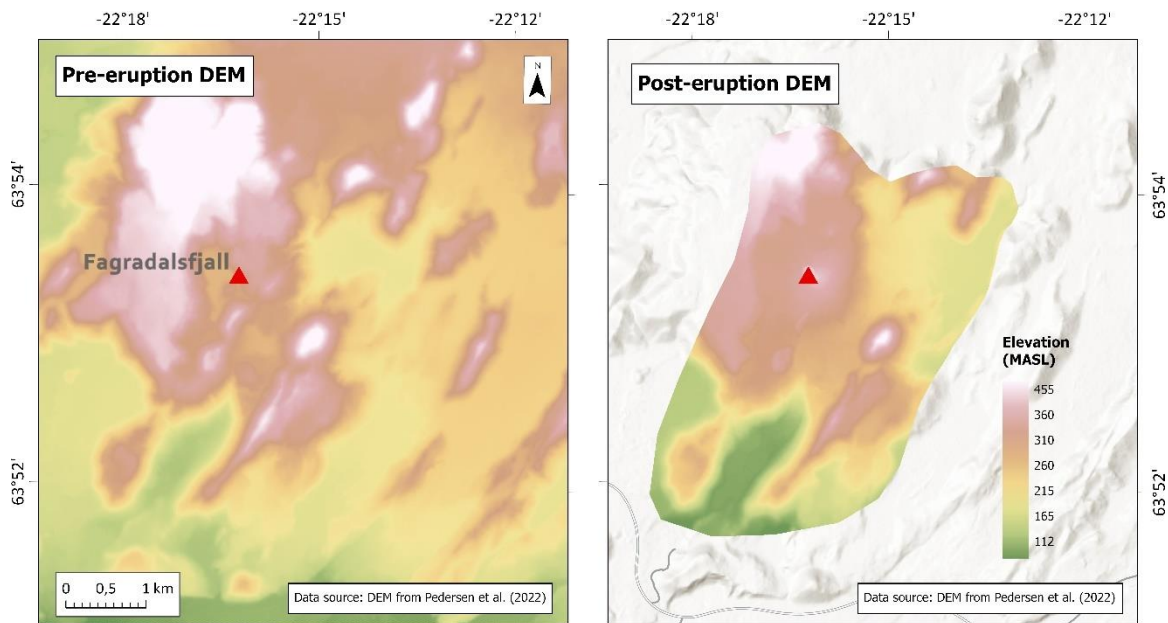 -22°18'
-22°15'
-22°12'
Pre-eruption DEM
N
63°54'
Fagradalsfjall
63°52'
0 0,5 1 km
Data source: DEM from Pedersen et al. (2022)
-22°18'
-22°15'
-22°12'
Post-eruption DEM
63°54'
Elevation
(MASL)
455
360
310
260
215
165
112
63°52'
Data source: DEM from Pedersen et al. (2022)